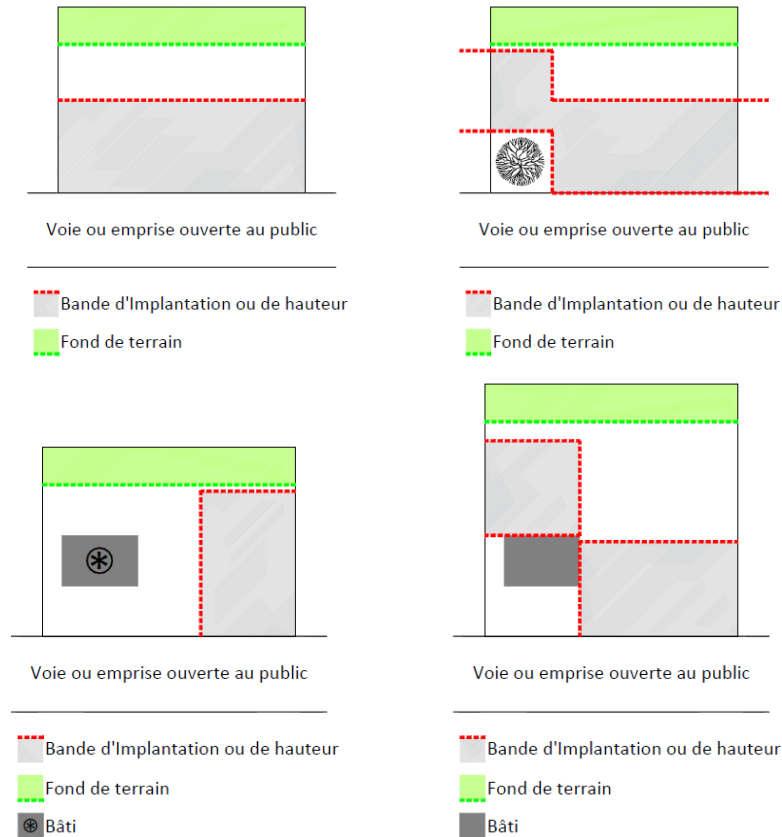 Voie ou emprise ouverte au public
Bande d'Implantation ou de hauteur
Fond de terrain
Voie ou emprise ouverte au public
Bande d'Implantation ou de hauteur
Fond de terrain
Voie ou emprise ouverte au public
Bande d'Implantation ou de hauteur
Fond de terrain
Bâti
Voie ou emprise ouverte au public
Bande d'Implantation ou de hauteur
Fond de terrain
Bâti